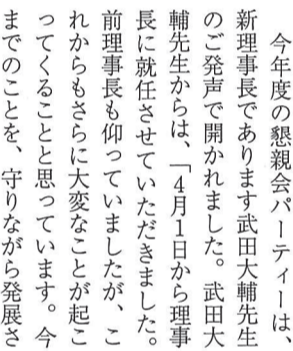 今年度の懇親会パーティーは、
新理事長であります武田大輔先生
のご発声で開かれました。武田大
輔先生からは、「4月1日から理事
長に就任させていただきました。
前理事長も仰っていましたが、こ
れからもさらに大変なことが起こ
ってくることと思っています。今
までのことを、守りながら発展さ